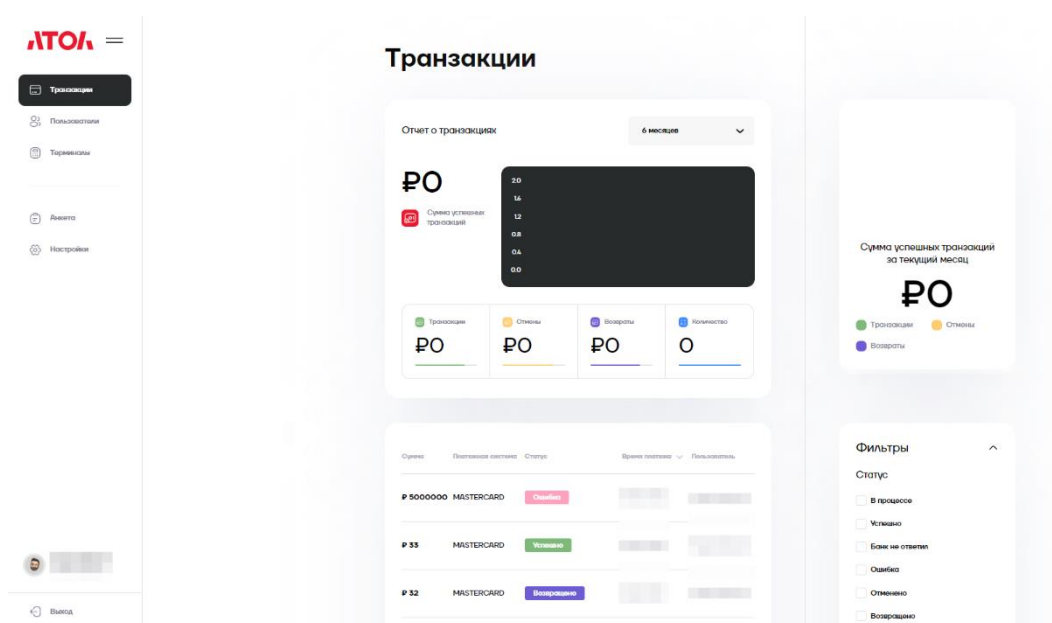 АТОЛ
Транзакции
Пользователи
Терминалы
Анкета
Настройки
Выход
Транзакции
Отчет о транзакциях
6 месяцев
₽0
Сумма успешных
транзакций
2.0
1.6
1.2
0.8
0.4
0.0
Транзакции
₽0
Отмены
₽0
Возвраты
₽0
Количество
0
Сумма Платежная система Статус Время платежа Пользователь
₽ 5000000 MASTERCARD Ошибка
₽ 33 MASTERCARD Успешно
₽ 32 MASTERCARD Возвращено
Сумма успешных транзакций
за текущий месяц
₽0
Транзакции Отмены
Возвраты
Фильтры
Статус
В процессе
Успешно
Банк не ответил
Ошибка
Отменено
Возвращено